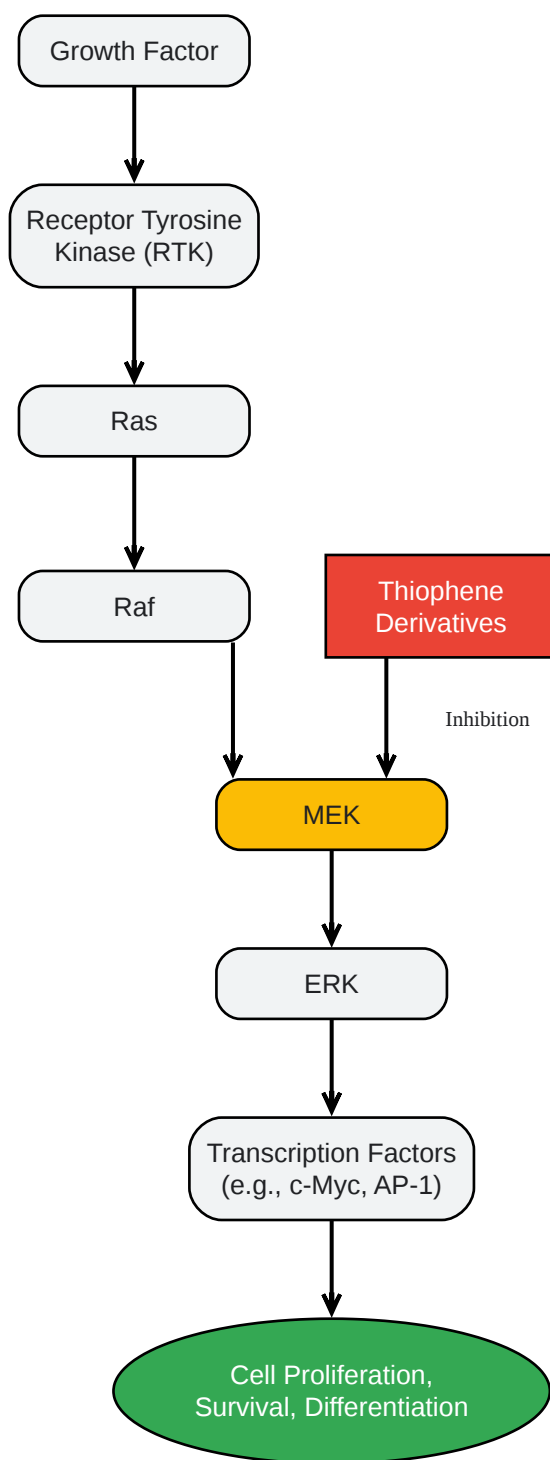 Growth Factor
Receptor Tyrosine
Kinase (RTK)
Ras
Raf
Thiophene
Derivatives
Inhibition
MEK
ERK
Transcription Factors
(e.g., c-Myc, AP-1)
Cell Proliferation,
Survival, Differentiation